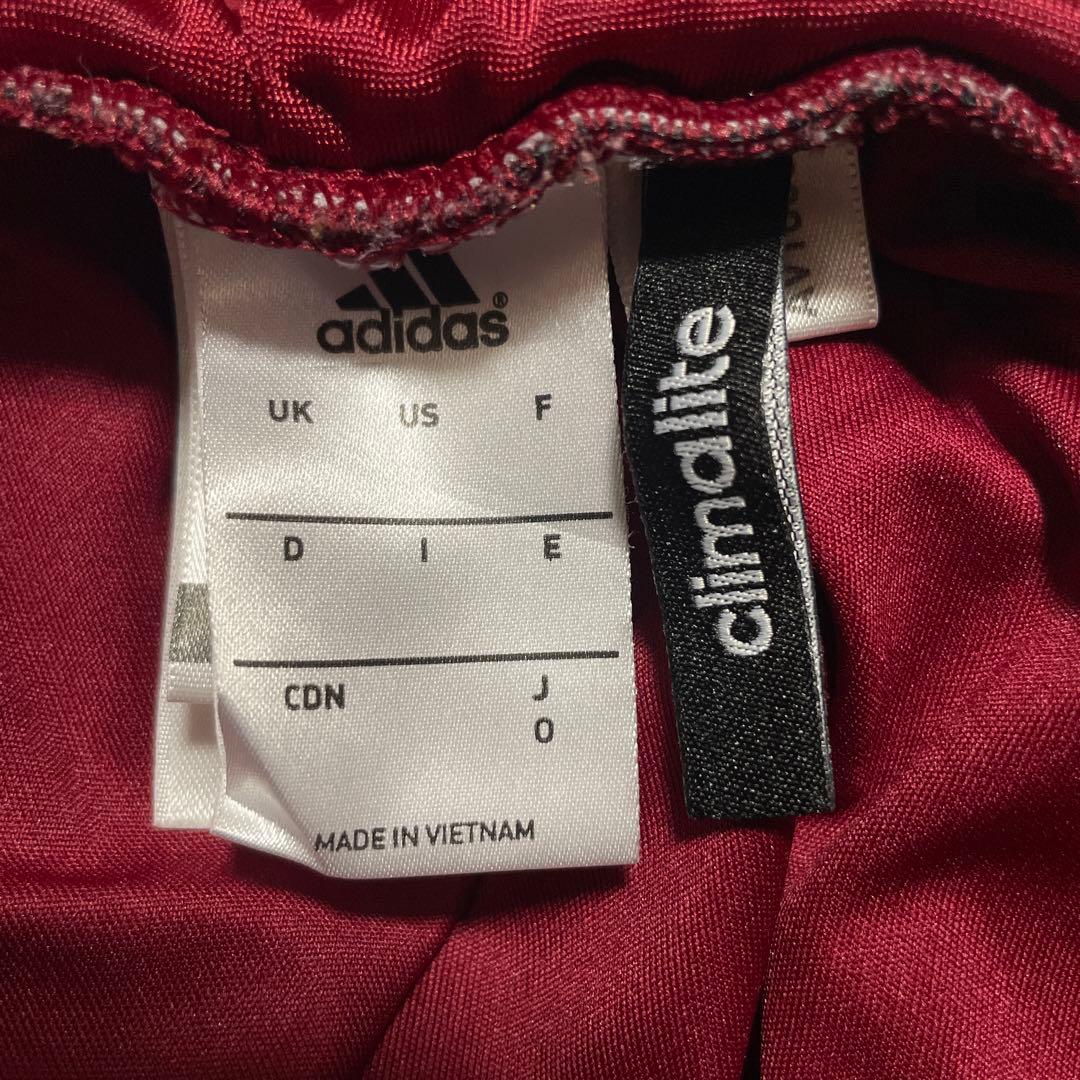 adidas®
UK US F
D I E
CDN J
O
MADE IN VIETNAM
climalite